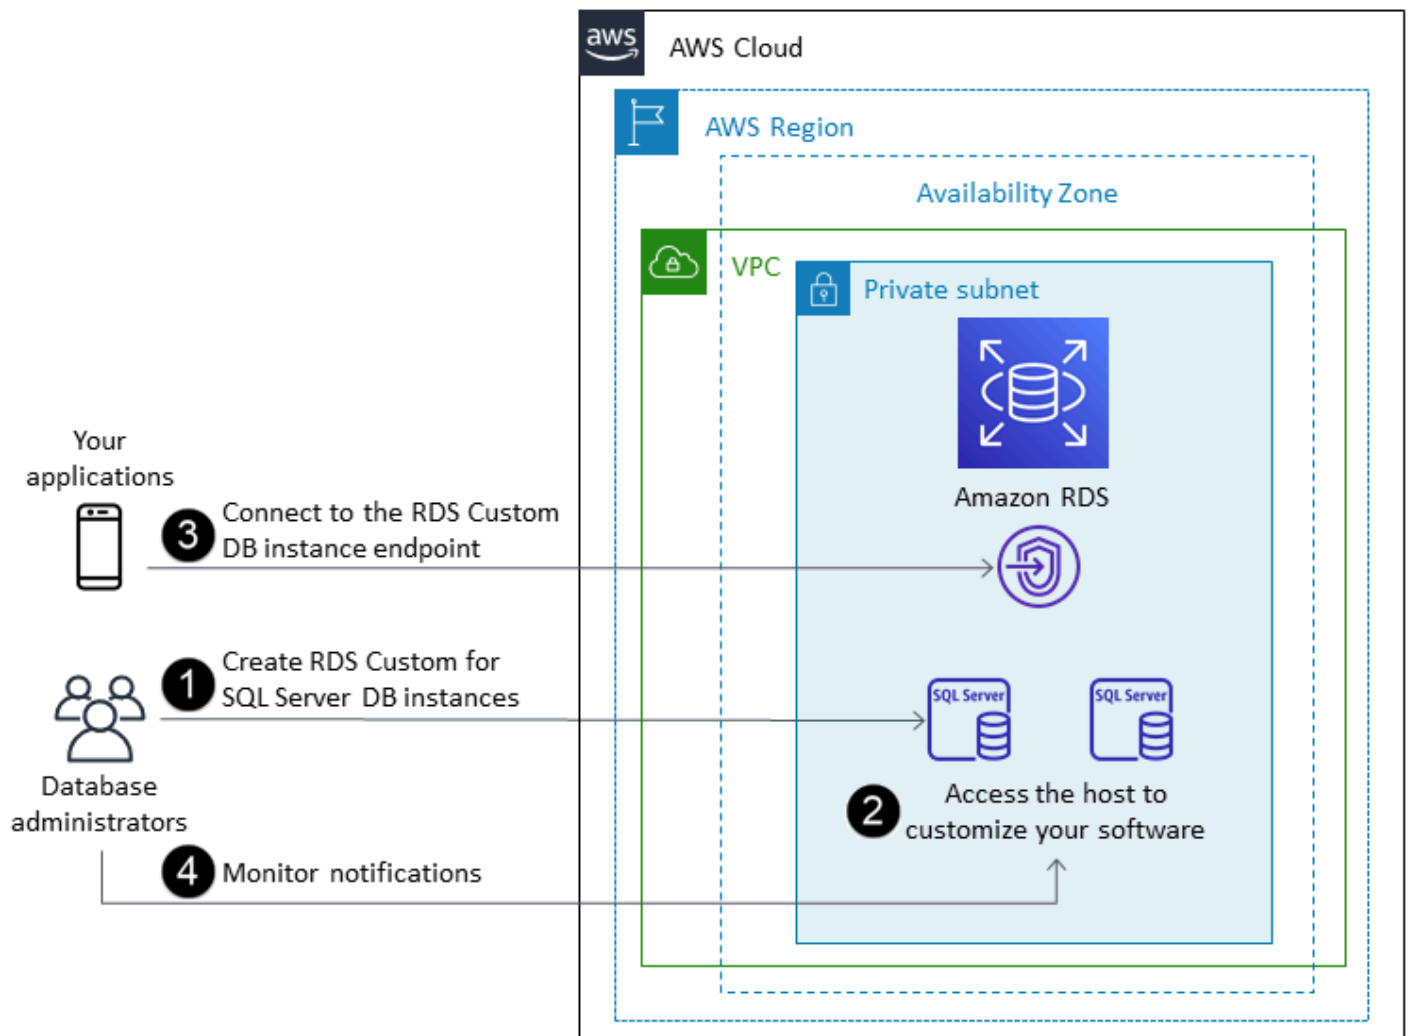 aws
AWS Cloud
AWS Region
Availability Zone
VPC
Private subnet
Amazon RDS
Your
applications
3
Connect to the RDS Custom
DB instance endpoint
1
Create RDS Custom for
SQL Server DB instances
SQL Server
SQL Server
Database
administrators
2
Access the host to
customize your software
4
Monitor notifications